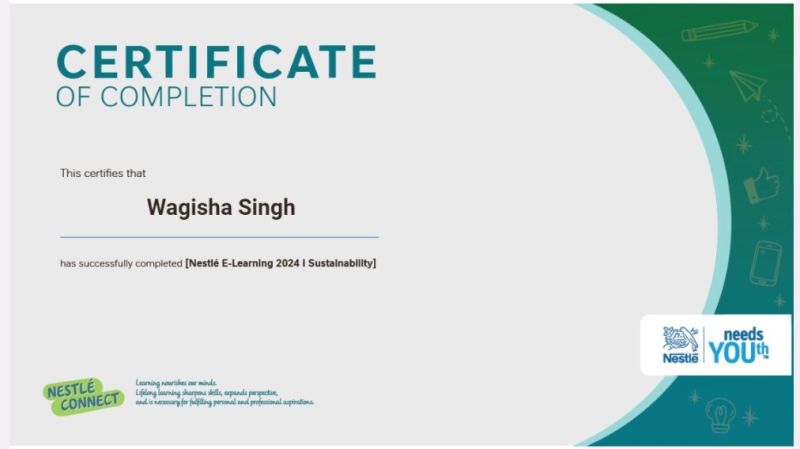 CERTIFICATE
OF COMPLETION
This certifies that
Wagisha Singh
has successfully completed [Nestlé E-Learning 2024 I Sustainability]
Nestlé
needs
YOUth
TM
NESTLÉ
CONNECT
Learning nourishes our minds.
Lifelong learning sharpens skills, expands perspective,
and is necessary for fulfilling personal and professional aspirations.